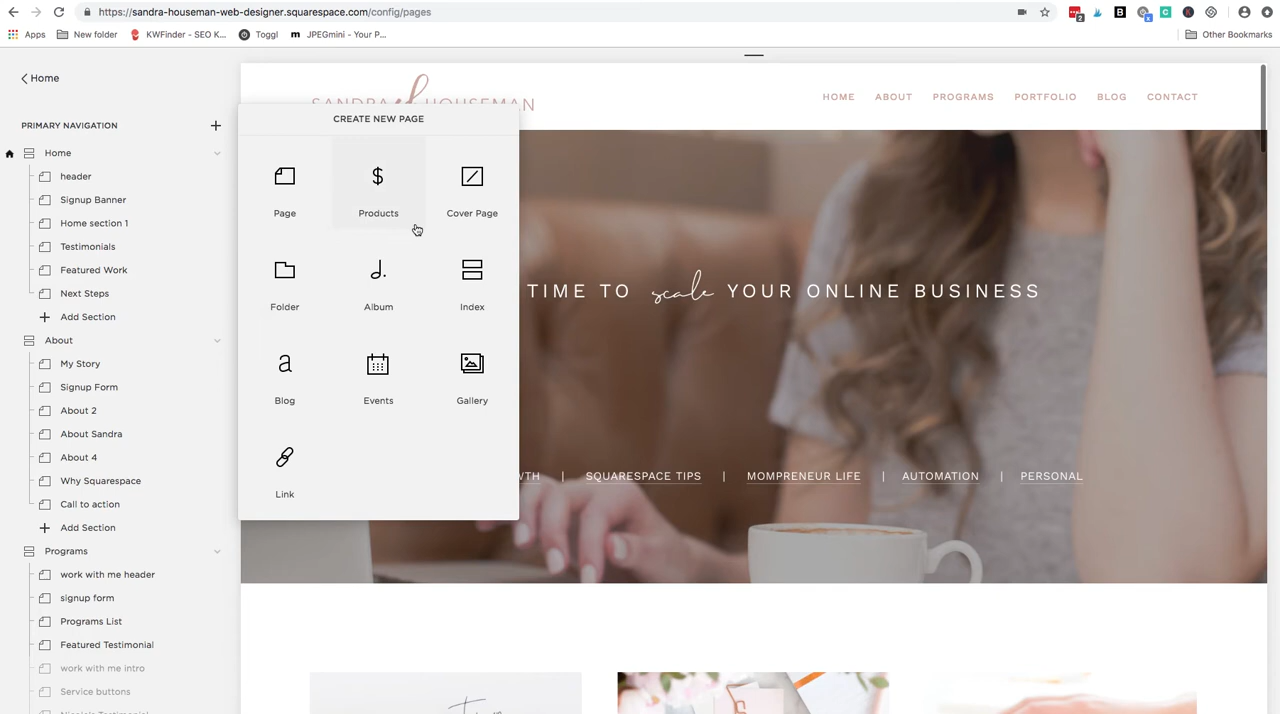 https://sandra-houseman-web-designer.squarespace.com/config/pages
Apps
New folder
KWFinder - SEO K...
Toggl
JPEGmini - Your P...
Other Bookmarks
Home
PRIMARY NAVIGATION
Home
header
Signup Banner
Home section 1
Testimonials
Featured Work
Next Steps
Add Section
About
My Story
Signup Form
About 2
About Sandra
About 4
Why Squarespace
Call to action
Add Section
Programs
work with me header
signup form
Programs List
Featured Testimonial
work with me intro
Service buttons
CREATE NEW PAGE
Page
Products
Cover Page
Folder
Album
Index
Blog
Events
Gallery
Link
SANDRA HOUSEMAN
HOME ABOUT PROGRAMS PORTFOLIO BLOG CONTACT
TIME TO scale YOUR ONLINE BUSINESS
| SQUARESPACE TIPS | MOMPRENEUR LIFE | AUTOMATION | PERSONAL